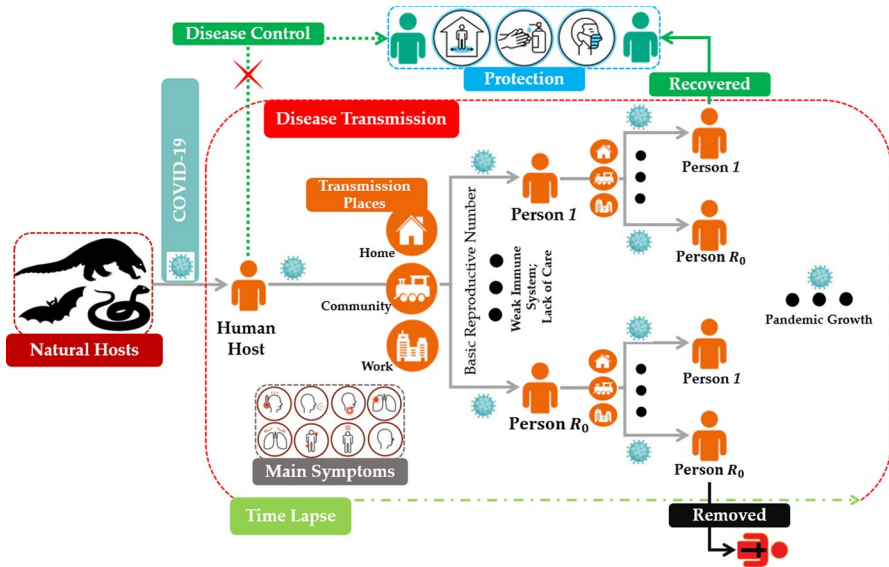 Disease Control
Protection
Recovered
Disease Transmission
COVID-19
Transmission
Places
Home
Community
Work
Basic Reproductive Number
Weak Immune
System;
Lack of Care
Person 1
Person R₀
Person 1
Person R₀
Person 1
Person R₀
Pandemic Growth
Natural Hosts
Human
Host
Main Symptoms
Time Lapse
Removed